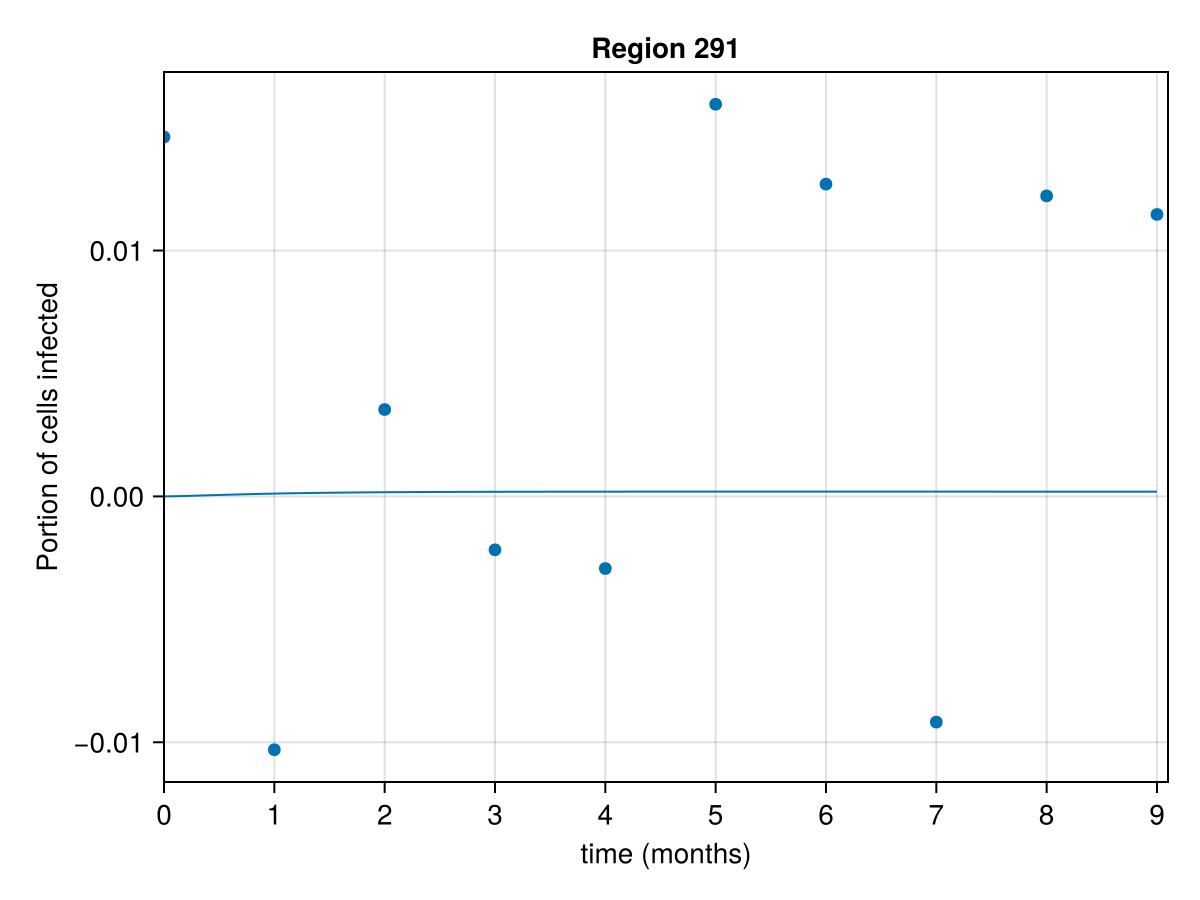 Region 291
Portion of cells infected
0.01
0.00
−0.01
0 1 2 3 4 5 6 7 8 9
time (months)